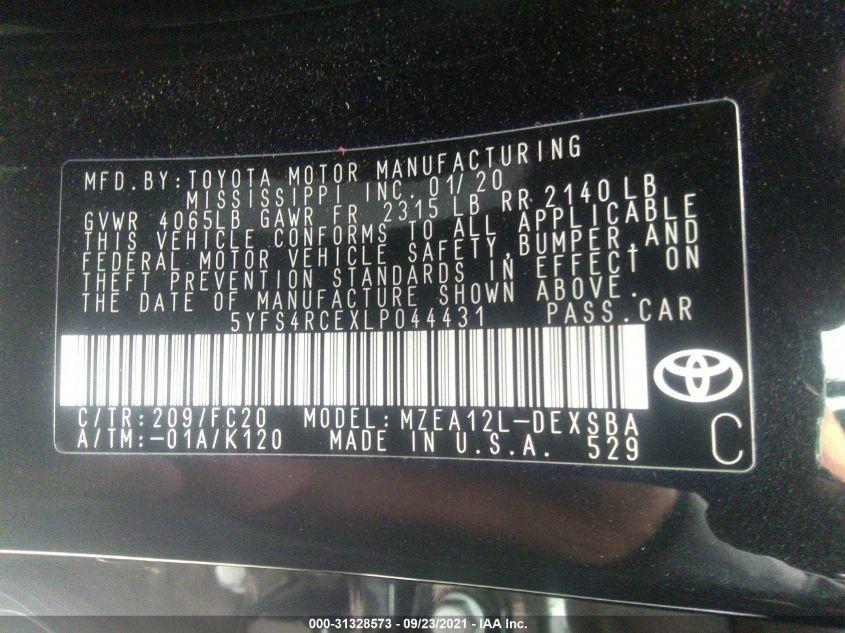 MFD.BY:TOYOTA MOTOR MANUFACTURING
MISSISSIPPI INC. 01/20
GVWR 4065LB GAWR FR 2315 LB RR 2140 LB
THIS VEHICLE CONFORMS TO ALL APPLICABLE
FEDERAL MOTOR VEHICLE SAFETY,BUMPER,AND
THEFT PREVENTION STANDARDS IN EFFECT ON
THE DATE OF MANUFACTURE SHOWN ABOVE.
5YFS4RCEXLP044431 PASS.CAR
C/TR:209/FC20 MODEL:MZEA12L-DEXSBA
A/TM:-01A/K120 MADE IN U.S.A. 529
C
000-31328573 - 09/23/2021 - IAA Inc.